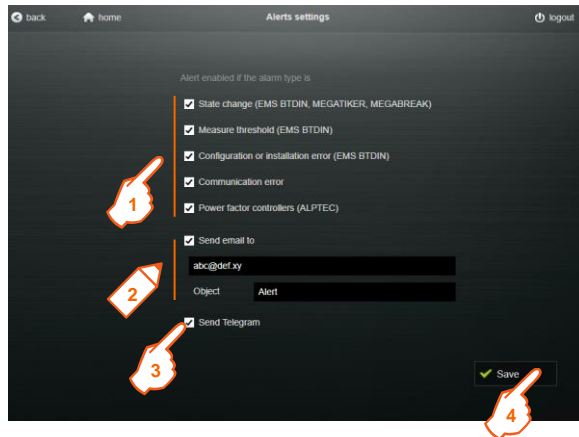 back home Alerts settings logout
Alert enabled if the alarm type is
State change (EMS BTDIN, MEGATIKER, MEGABREAK)
Measure threshold (EMS BTDIN)
Configuration or installation error (EMS BTDIN)
1
Communication error
Power factor controllers (ALPTEC)
Send email to
abc@def.xy
2
Object Alert
Send Telegram
3
Save
4